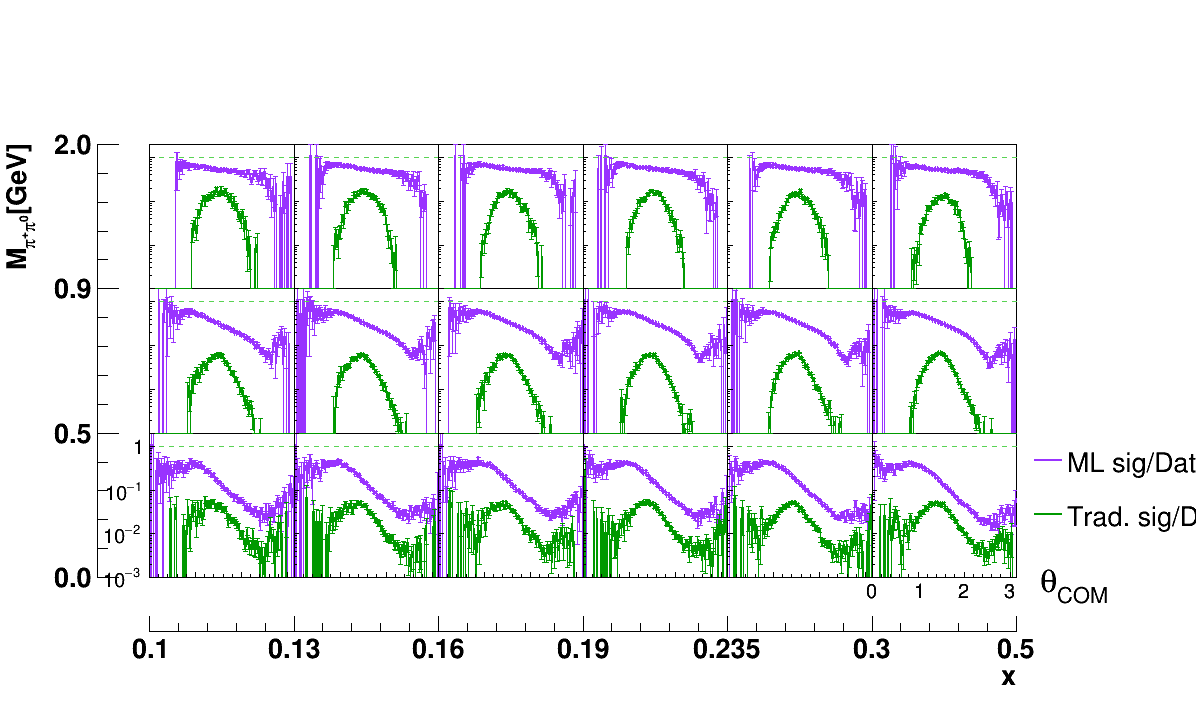 2.0
M_{π^+π^0}[GeV]
0.9
0.5
1
10^{-1}
10^{-2}
0.0
10^{-3}
ML sig/Dat
Trad. sig/D
0 1 2 3
θ_{COM}
0.1 0.13 0.16 0.19 0.235 0.3 0.5
x